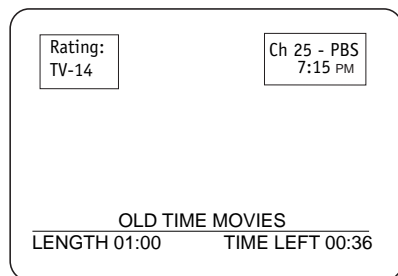 Rating:
TV-14
Ch 25 - PBS
7:15 PM
OLD TIME MOVIES
LENGTH 01:00 TIME LEFT 00:36